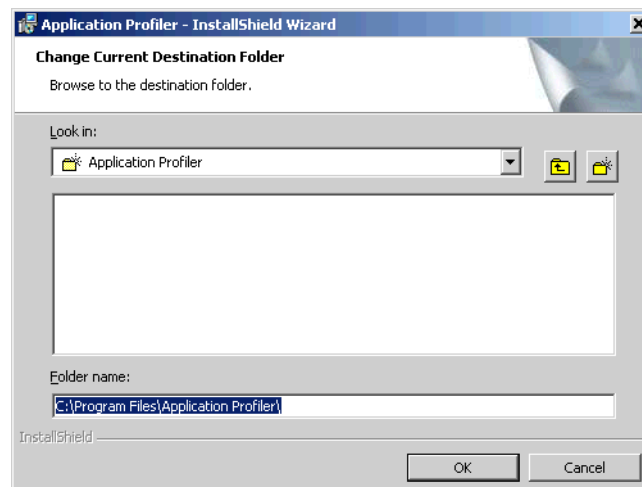 Application Profiler - InstallShield Wizard
Change Current Destination Folder
Browse to the destination folder.
Look in:
Application Profiler
Folder name:
C:\Program Files\Application Profiler\
InstallShield
OK Cancel